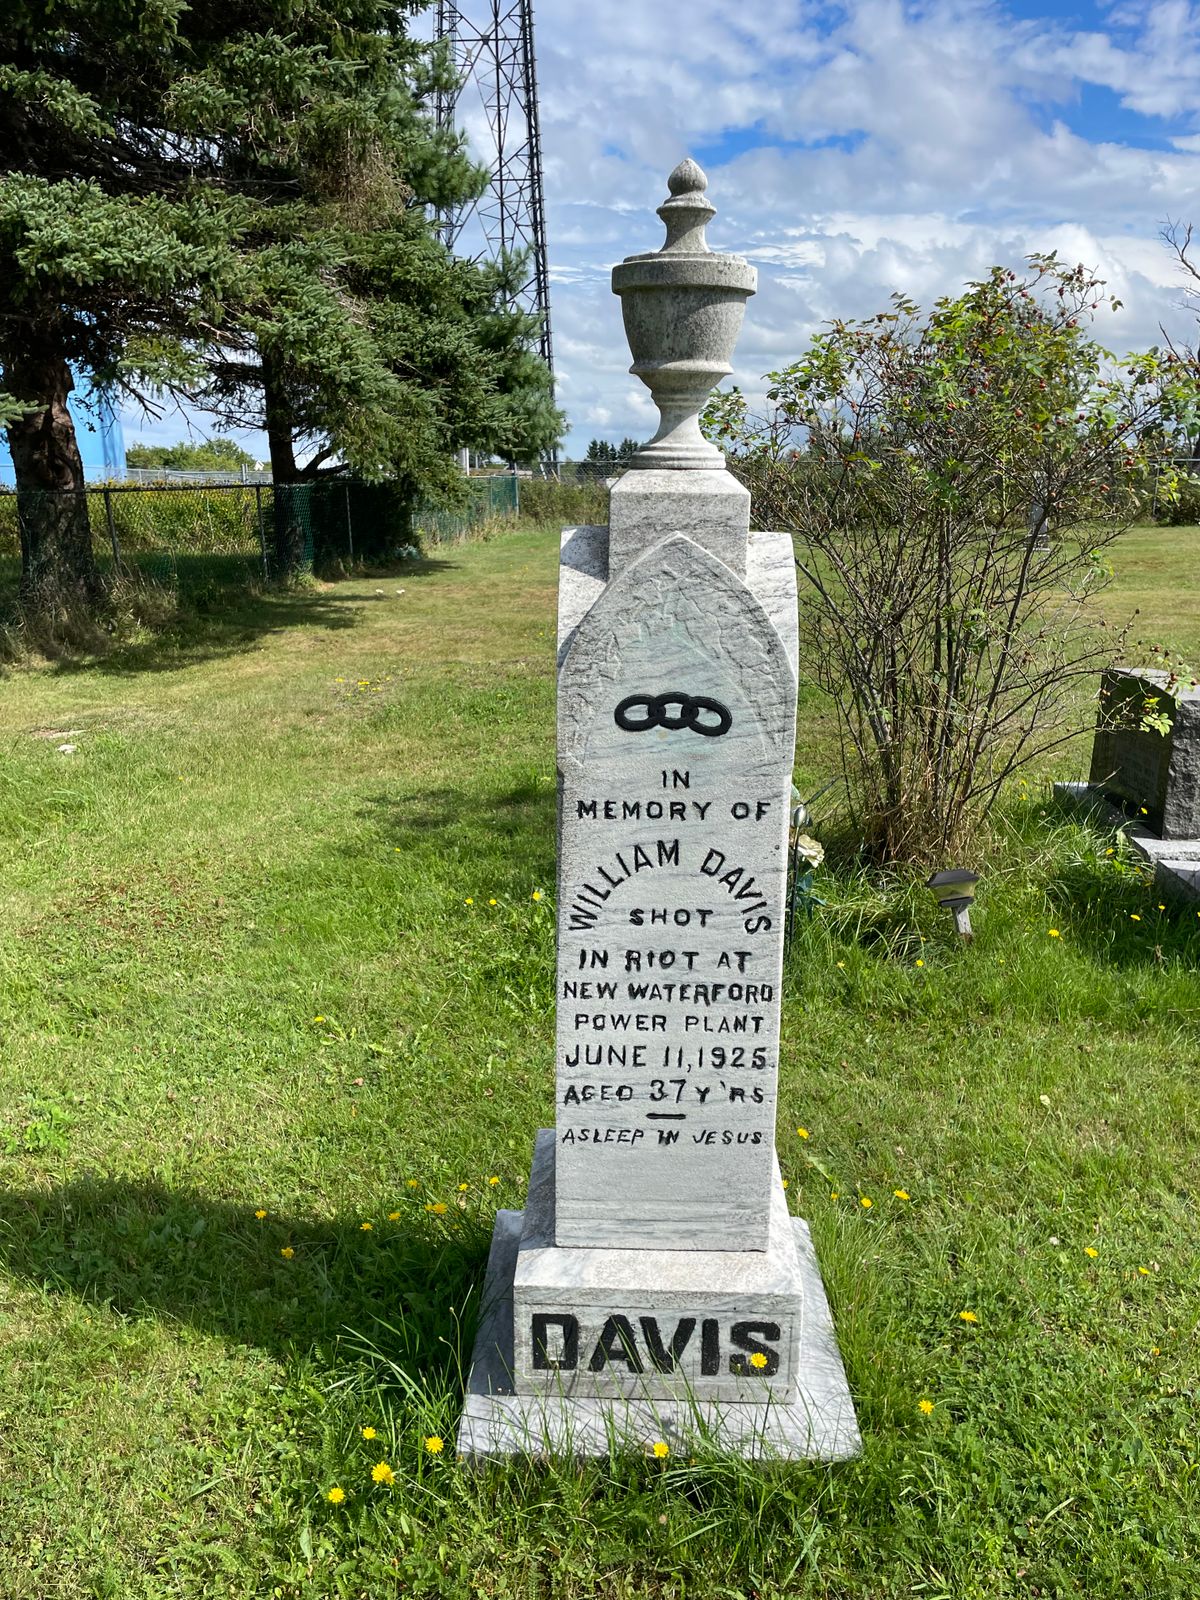 IN
MEMORY OF
WILLIAM DAVIS
SHOT
IN RIOT AT
NEW WATERFORD
POWER PLANT
JUNE 11, 1925
AGED 37 Y'RS.
ASLEEP IN JESUS.
DAVIS